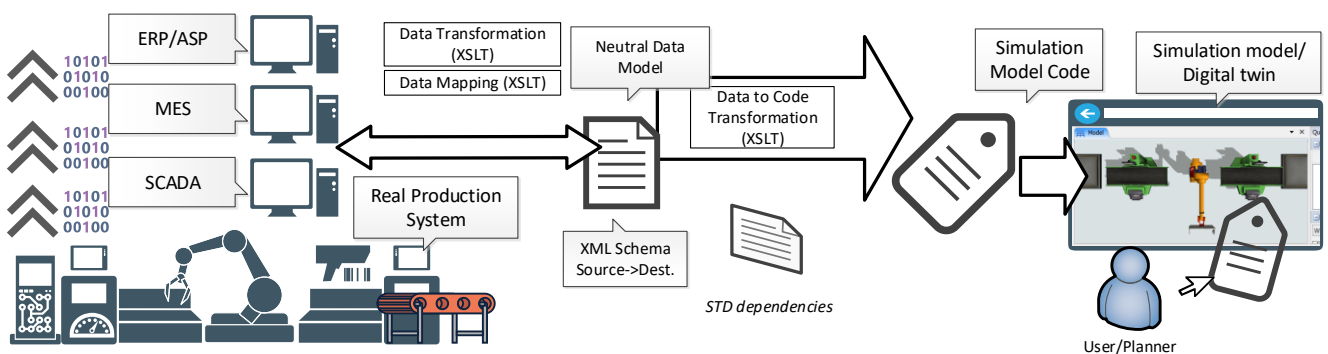 ERP/ASP
10101
01010
00100
MES
10101
01010
00100
SCADA
10101
01010
00100
Data Transformation
(XSLT)
Data Mapping (XSLT)
Real Production
System
Neutral Data
Model
XML Schema
Source->Dest.
Data to Code
Transformation
(XSLT)
STD dependencies
Simulation
Model Code
Simulation model/
Digital twin
Model
Qu
W
User/Planner